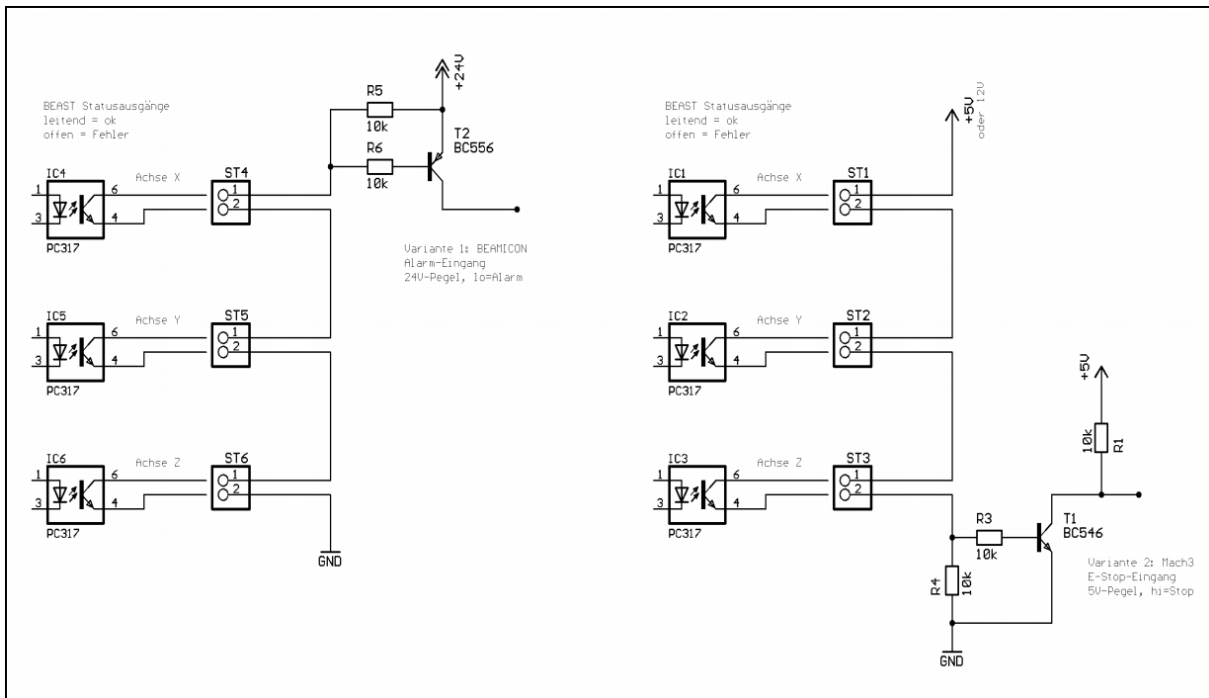 BEAST Statusausgänge
leitend = ok
offen = Fehler
IC4
1
3
6
4
PC317
Achse X
ST4
1
2
R5
10k
R6
10k
+24V
T2
BC556
Variante 1: BEAMICON
Alarm-Eingang
24V-Pegel, lo=Alarm
IC5
1
3
6
4
PC317
Achse Y
ST5
1
2
IC6
1
3
6
4
PC317
Achse Z
ST6
1
2
GND
BEAST Statusausgänge
leitend = ok
offen = Fehler
+5V
oder 12V
IC1
1
3
6
4
PC317
Achse X
ST1
1
2
IC2
1
3
6
4
PC317
Achse Y
ST2
1
2
IC3
1
3
6
4
PC317
Achse Z
ST3
1
2
+5V
10k
R1
R3
10k
T1
BC546
R4
10k
GND
Variante 2: Mach3
E-Stop-Eingang
5V-Pegel, hi=Stop